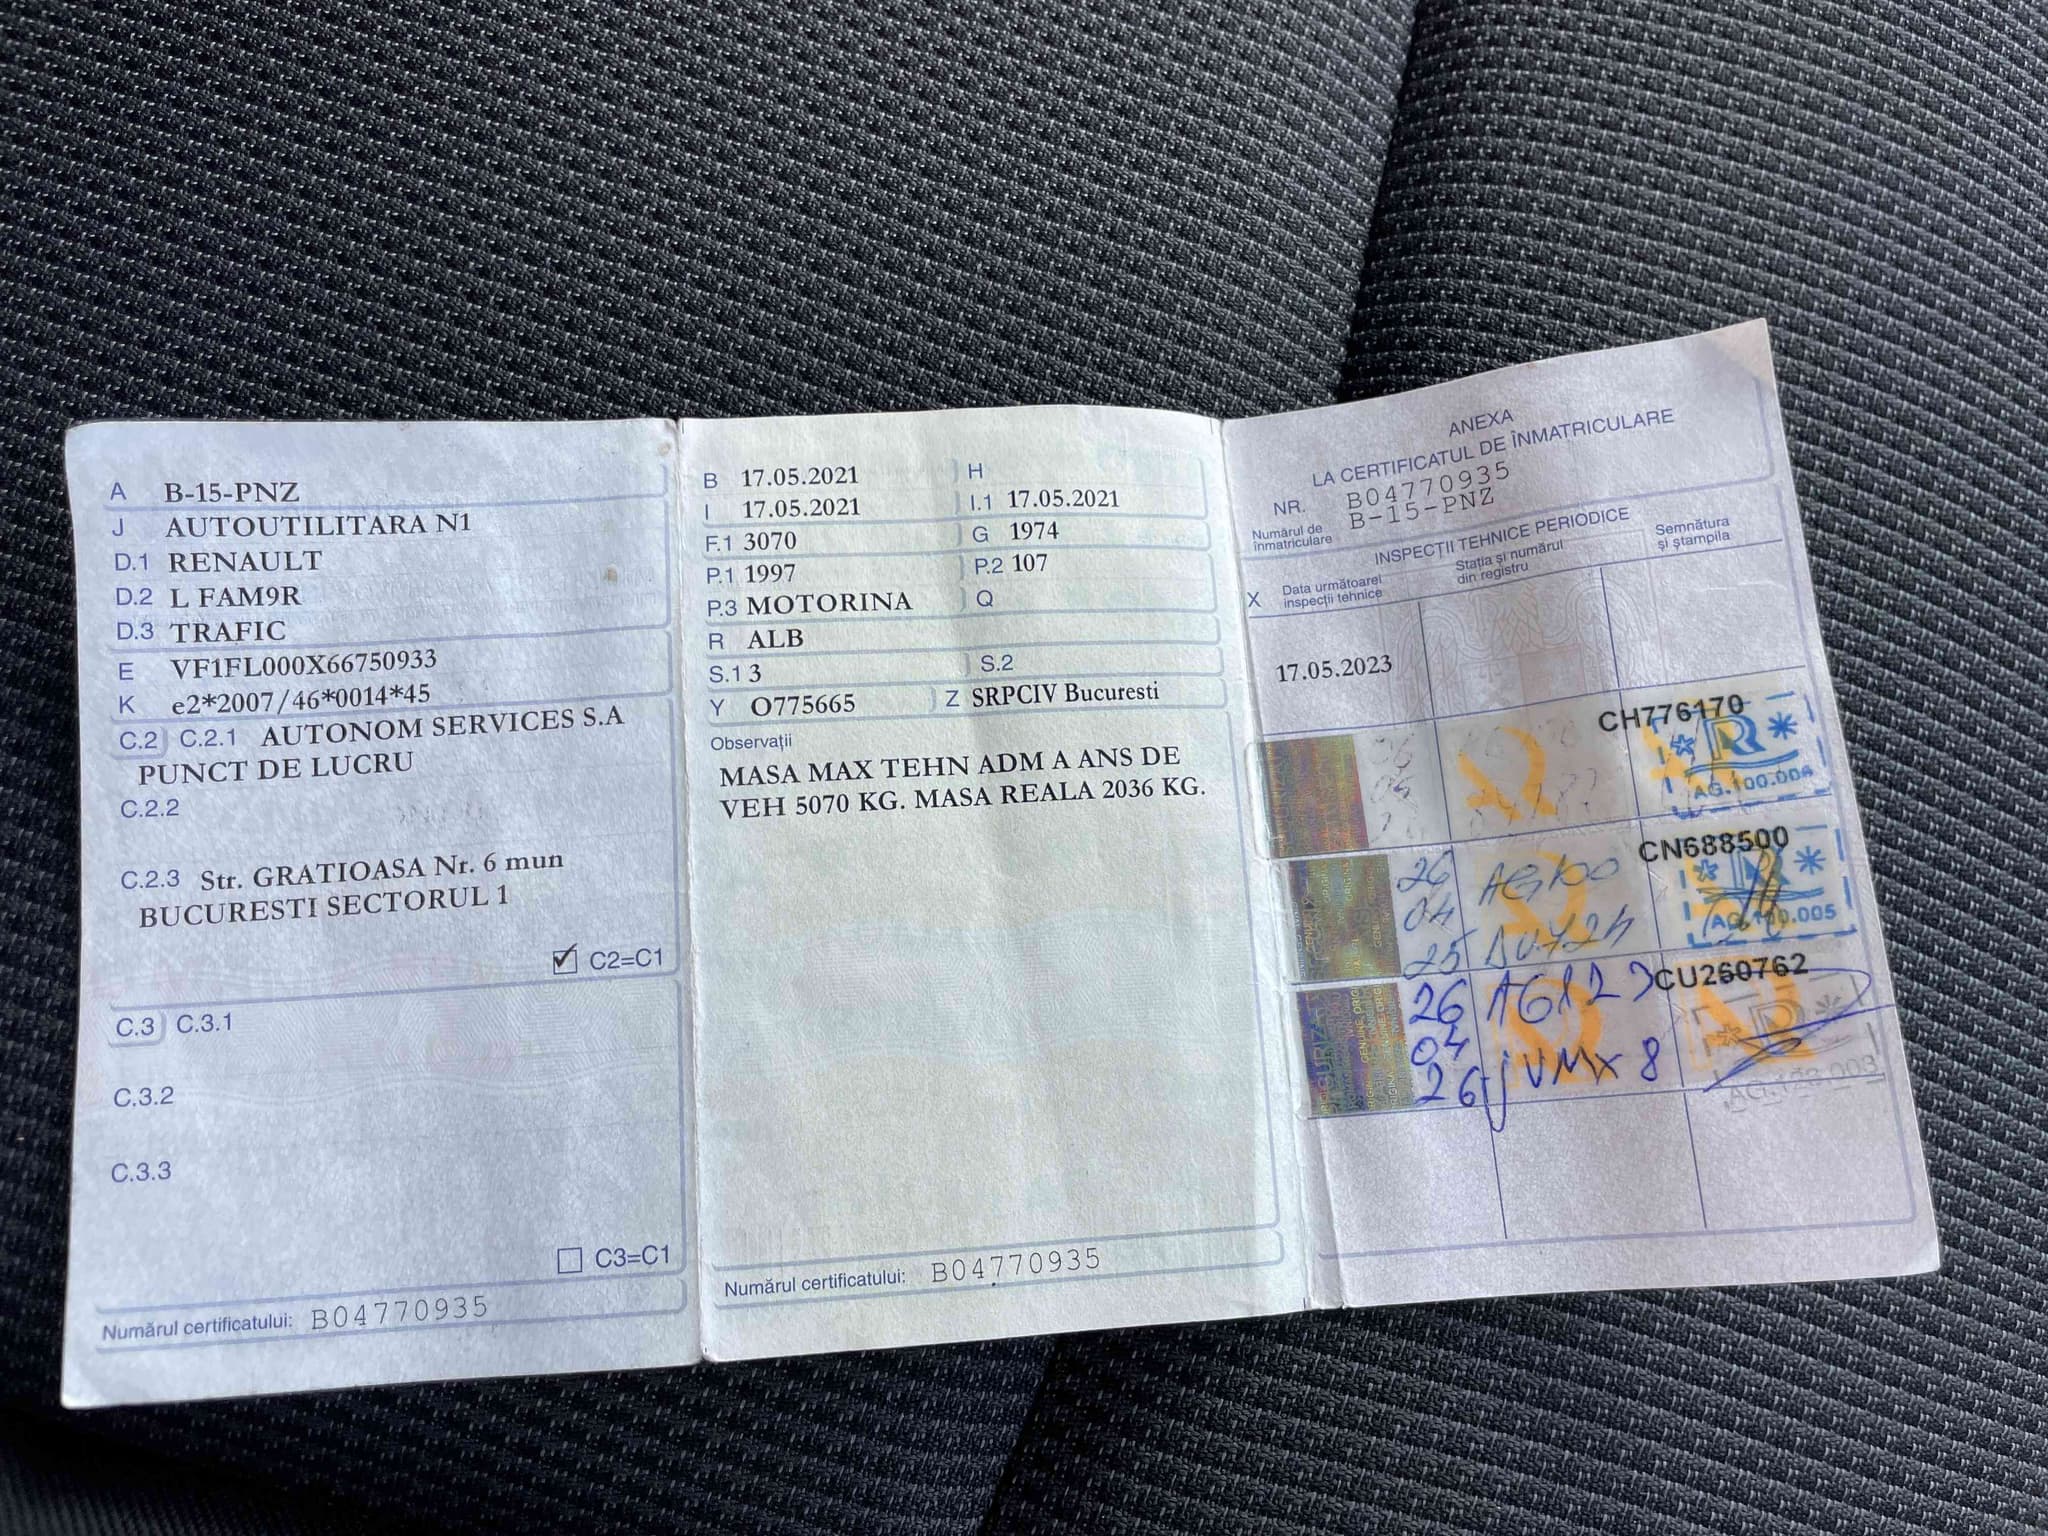 A B-15-PNZ
J AUTOUTILITARA N1
D.1 RENAULT
D.2 L FAM9R
D.3 TRAFIC
E VF1FL000X66750933
K e2*2007/46*0014*45
C.2 C.2.1 AUTONOM SERVICES S.A
PUNCT DE LUCRU
C.2.2
C.2.3 Str. GRATIOASA Nr. 6 mun
BUCURESTI SECTORUL 1
C2=C1
C.3 C.3.1
C.3.2
C.3.3
C3=C1
Numărul certificatului: B04770935
B 17.05.2021 H
I 17.05.2021 I.1 17.05.2021
F.1 3070 G 1974
P.1 1997 P.2 107
P.3 MOTORINA Q
R ALB
S.1 3 S.2
Y O775665 Z SRPCIV Bucuresti
Observații
MASA MAX TEHN ADM A ANS DE
VEH 5070 KG. MASA REALA 2036 KG.
Numărul certificatului: B04770935
ANEXA
LA CERTIFICATUL DE ÎNMATRICULARE
NR. B04770935
Numărul de înmatriculare B-15-PNZ
INSPECȚII TEHNICE PERIODICE
X Data următoarei inspecții tehnice
Stația și numărul din registru
Semnătura și ștampila
17.05.2023
CH776170
AG.100.006
CN688500
26 AG100
04
25
AG.100.005
CU260762
26 AG123
04
26
AG.123.003